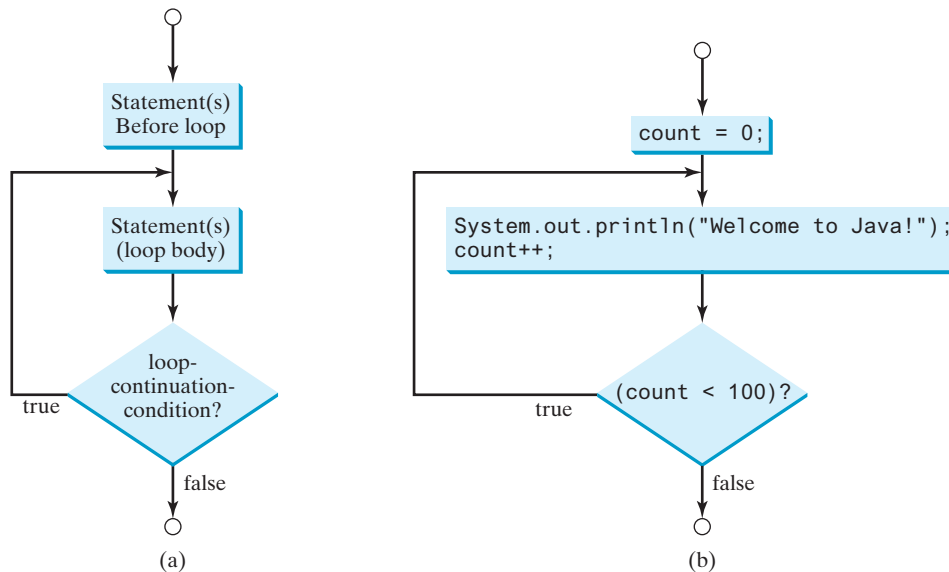 Statement(s)
Before loop
Statement(s)
(loop body)
loop-
continuation-
condition?
true
false
(a)
count = 0;
System.out.println("Welcome to Java!");
count++;
(count < 100)?
true
false
(b)